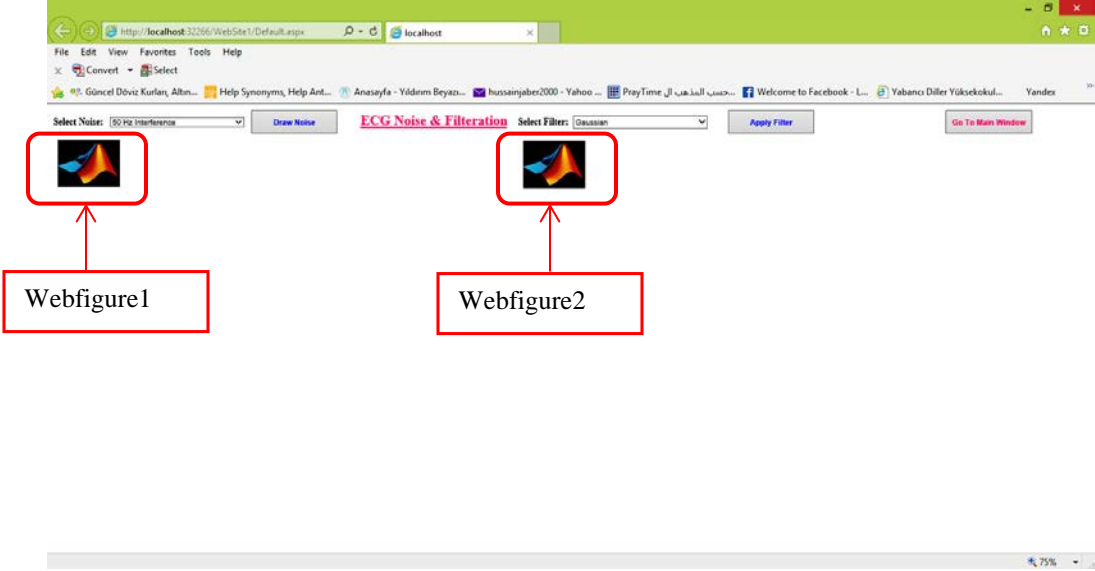 http://localhost:32266/WebSite1/Default.aspx
localhost
File Edit View Favorites Tools Help
x Convert Select
Güncel Döviz Kurları, Altın... Help Synonyms, Help Ant... Anasayfa - Yıldırım Beyazı... hussainjaber2000 - Yahoo ... PrayTime حسب المذهب ال... Welcome to Facebook - L... Yabancı Diller Yüksekokul... Yandex
Select Noise: 50 Hz Interference Draw Noise ECG Noise & Filteration Select Filter: Gaussian Apply Filter Go To Main Window
Webfigure1
Webfigure2
75%